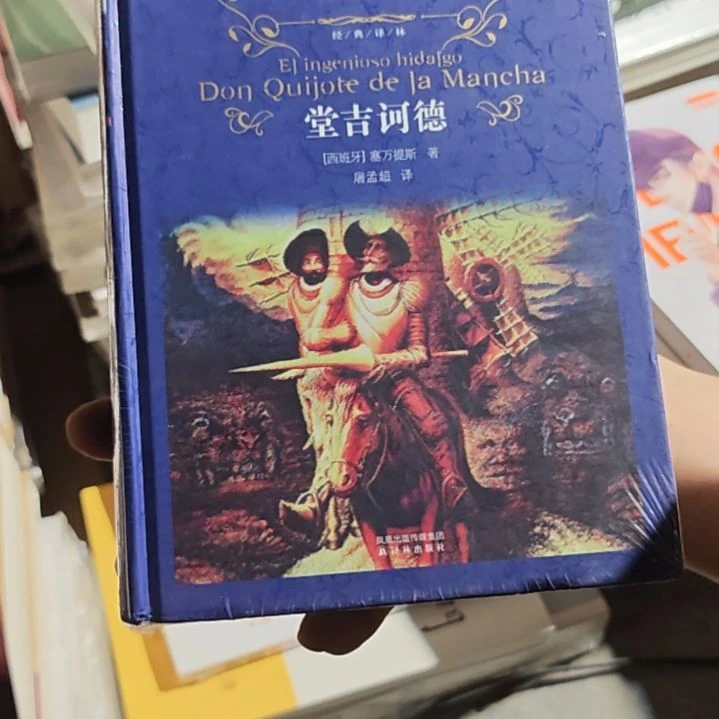 经/典/译/林
El ingenioso hidalgo
Don Quijote de la Mancha
堂吉诃德
[西班牙] 塞万提斯 著
屠孟超 译
凤凰出版传媒集团
译林出版社
IF